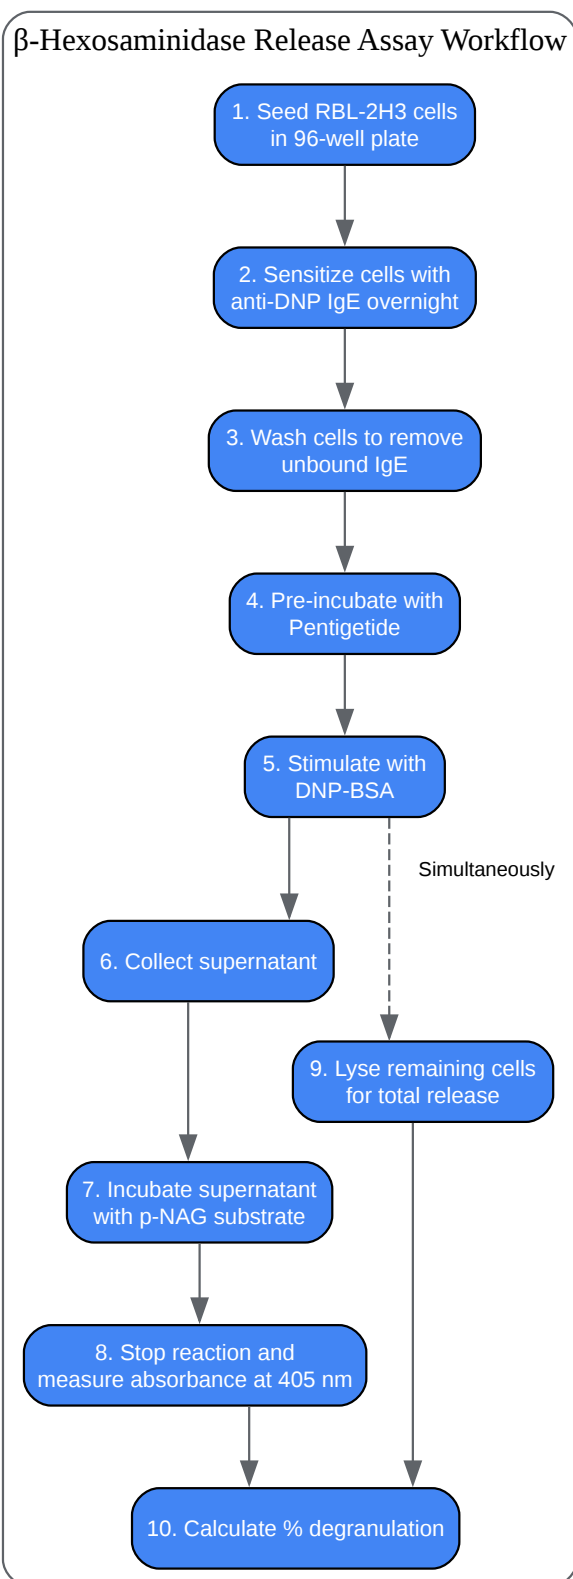 β-Hexosaminidase Release Assay Workflow
1. Seed RBL-2H3 cells
in 96-well plate
2. Sensitize cells with
anti-DNP IgE overnight
3. Wash cells to remove
unbound IgE
4. Pre-incubate with
Pentigetide
5. Stimulate with
DNP-BSA
Simultaneously
6. Collect supernatant
9. Lyse remaining cells
for total release
7. Incubate supernatant
with p-NAG substrate
8. Stop reaction and
measure absorbance at 405 nm
10. Calculate % degranulation